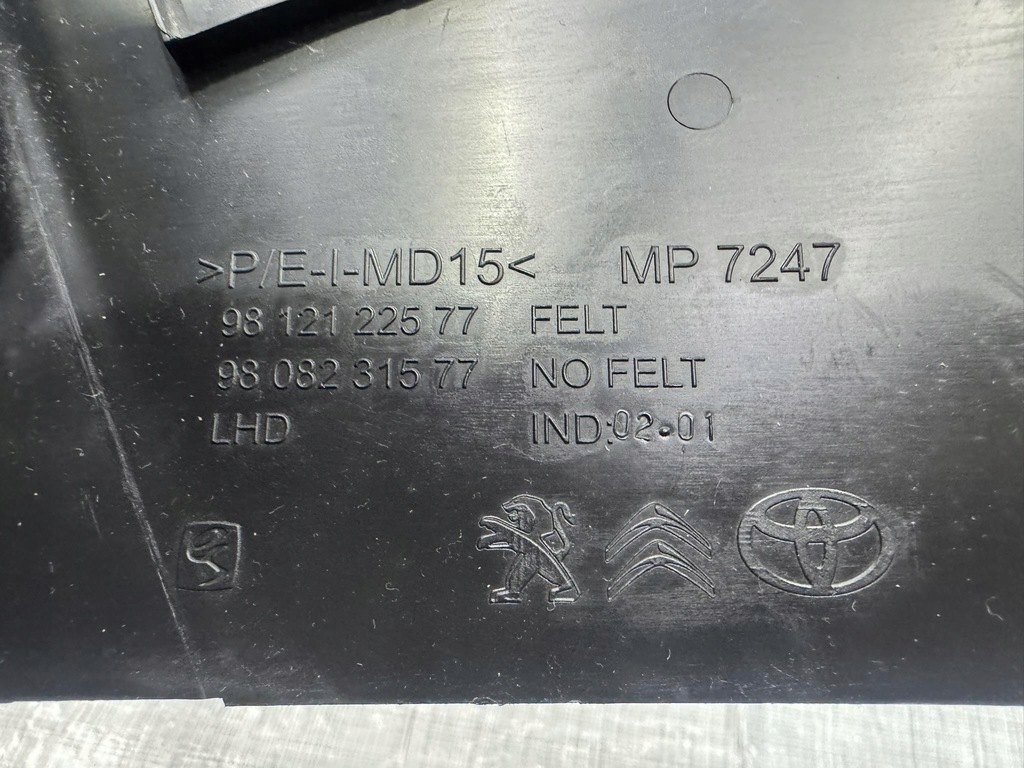 >P/E-I-MD15< MP 7247
98 121 225 77 FELT
98 082 315 77 NO FELT
LHD IND:02•01